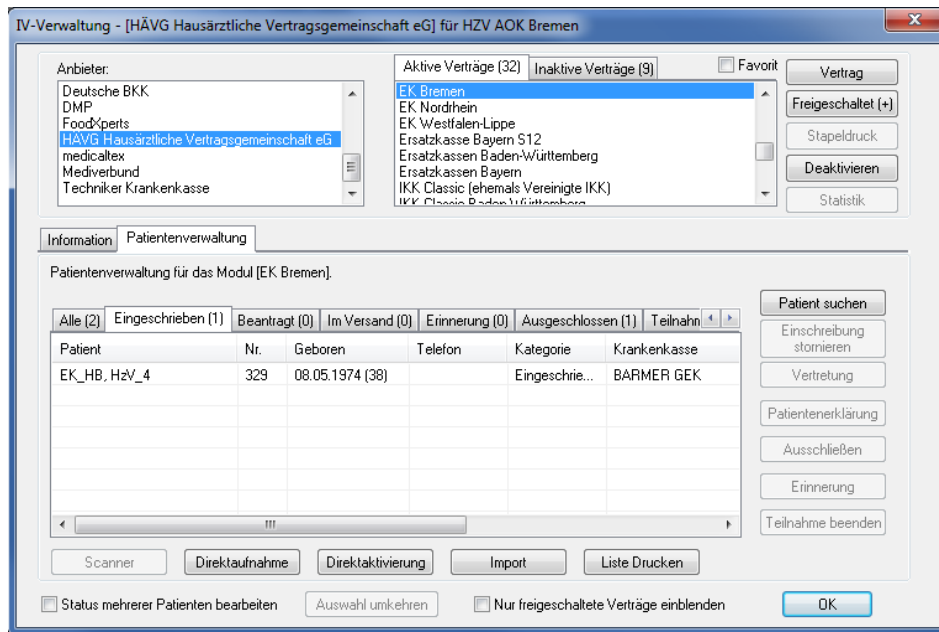 IV-Verwaltung - [HÄVG Hausärztliche Vertragsgemeinschaft eG] für HZV AOK Bremen
Anbieter:
Deutsche BKK
DMP
FoodXperts
HÄVG Hausärztliche Vertragsgemeinschaft eG
medicaltex
Mediverbund
Techniker Krankenkasse
Aktive Verträge (32) Inaktive Verträge (9) Favorit
EK Bremen
EK Nordrhein
EK Westfalen-Lippe
Ersatzkasse Bayern S12
Ersatzkassen Baden-Württemberg
Ersatzkassen Bayern
IKK Classic (ehemals Vereinigte IKK)
IKK Classic Baden Württemberg
Vertrag
Freigeschaltet (+)
Stapeldruck
Deaktivieren
Statistik
Information Patientenverwaltung
Patientenverwaltung für das Modul [EK Bremen].
Alle (2) Eingeschrieben (1) Beantragt (0) Im Versand (0) Erinnerung (0) Ausgeschlossen (1) Teilnahm
Patient Nr. Geboren Telefon Kategorie Krankenkasse
EK_HB, HzV_4 329 08.05.1974 (38) Eingeschrie... BARMER GEK
Patient suchen
Einschreibung
stornieren
Vertretung
Patientenerklärung
Ausschließen
Erinnerung
Teilnahme beenden
Scanner Direktaufnahme Direktaktivierung Import Liste Drucken
Status mehrerer Patienten bearbeiten Auswahl umkehren Nur freigeschaltete Verträge einblenden OK